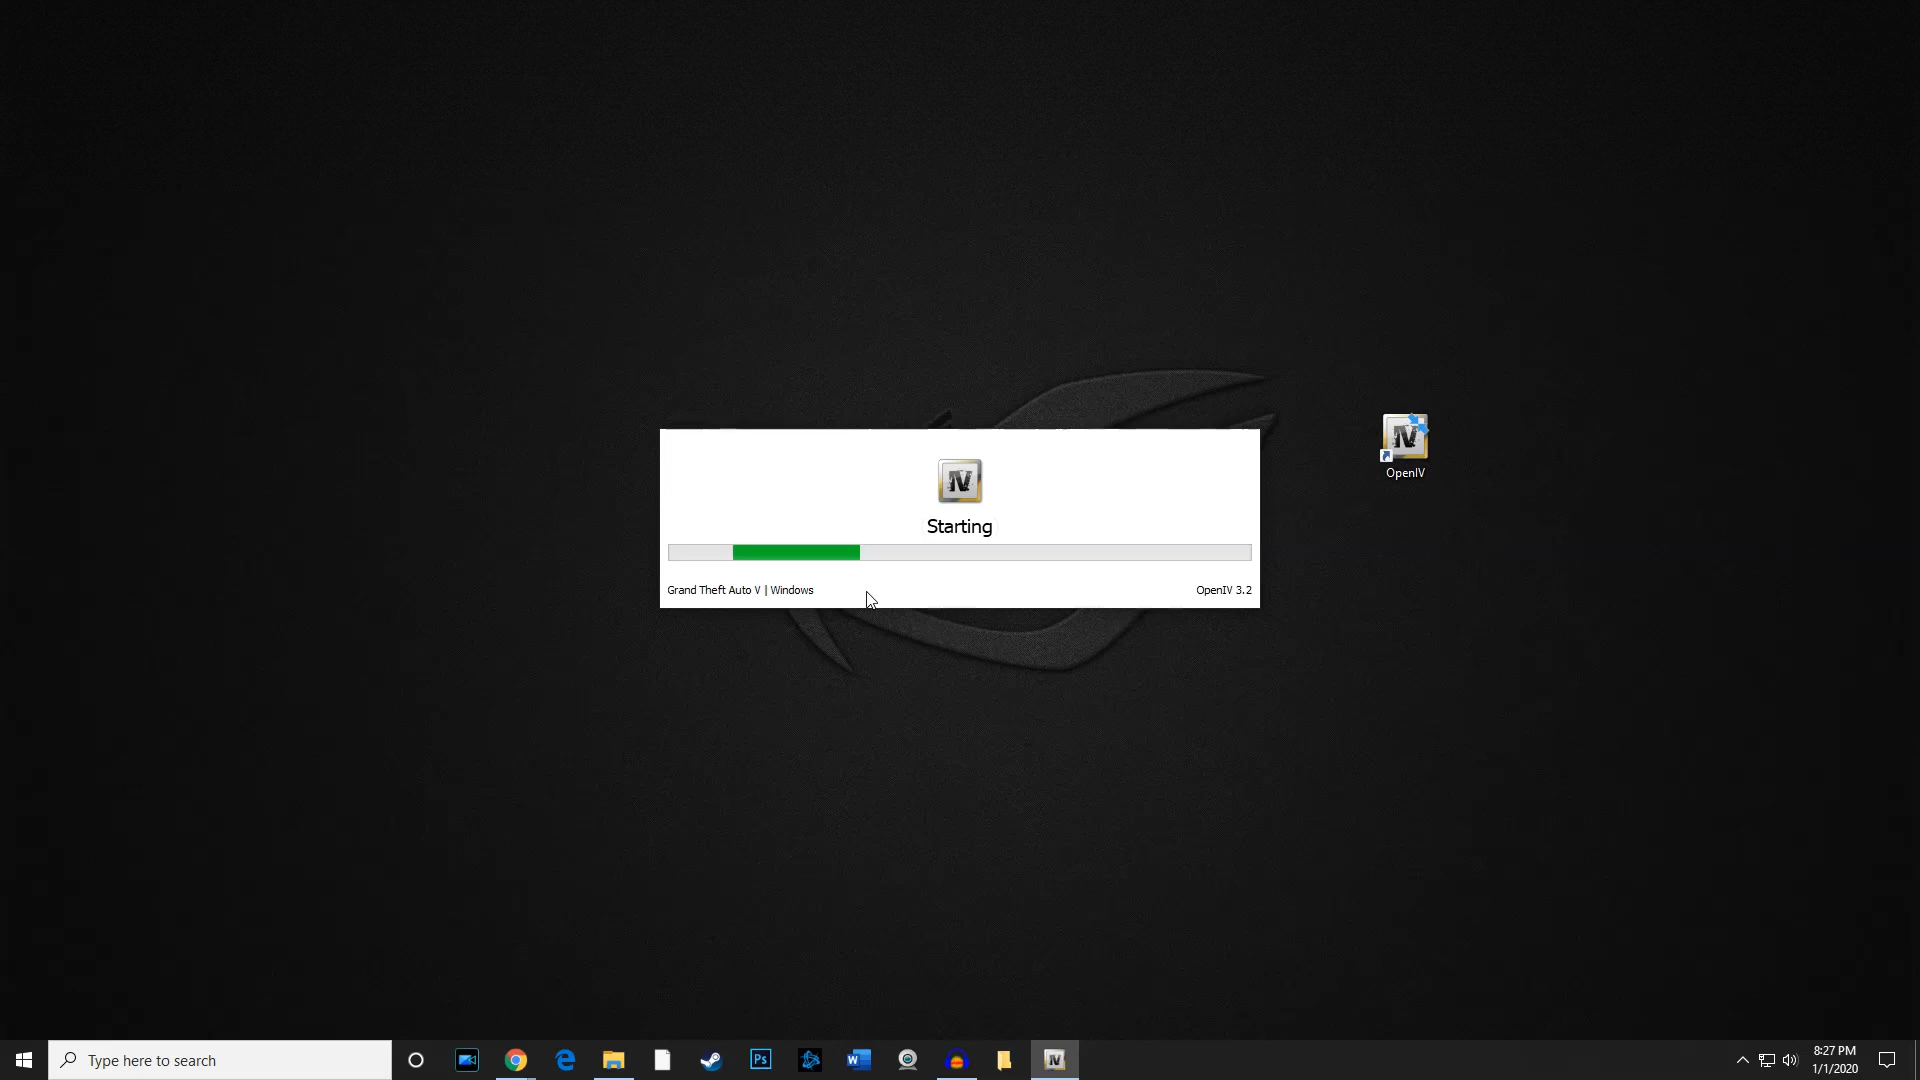 IV
Starting
Grand Theft Auto V | Windows
OpenIV 3.2
IV
OpenIV
Type here to search
Ps
W
IV
8:27 PM
1/1/2020